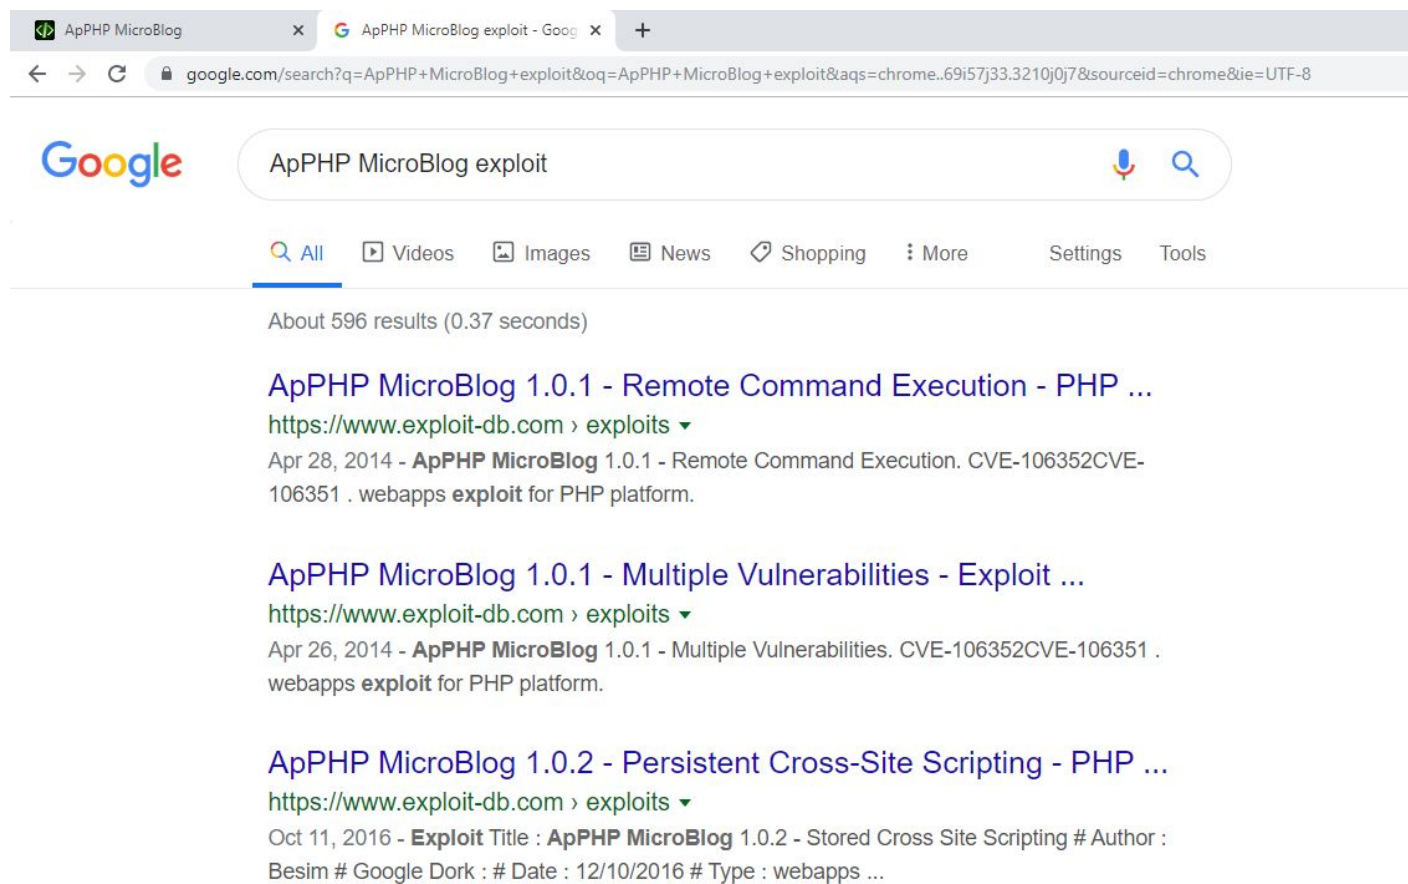 ApPHP MicroBlog
ApPHP MicroBlog exploit - Goog
google.com/search?q=ApPHP+MicroBlog+exploit&oq=ApPHP+MicroBlog+exploit&aqs=chrome..69i57j33.3210j0j7&sourceid=chrome&ie=UTF-8
Google
ApPHP MicroBlog exploit
All Videos Images News Shopping More Settings Tools
About 596 results (0.37 seconds)
ApPHP MicroBlog 1.0.1 - Remote Command Execution - PHP ...
https://www.exploit-db.com › exploits
Apr 28, 2014 - ApPHP MicroBlog 1.0.1 - Remote Command Execution. CVE-106352CVE-
106351 . webapps exploit for PHP platform.
ApPHP MicroBlog 1.0.1 - Multiple Vulnerabilities - Exploit ...
https://www.exploit-db.com › exploits
Apr 26, 2014 - ApPHP MicroBlog 1.0.1 - Multiple Vulnerabilities. CVE-106352CVE-106351 .
webapps exploit for PHP platform.
ApPHP MicroBlog 1.0.2 - Persistent Cross-Site Scripting - PHP ...
https://www.exploit-db.com › exploits
Oct 11, 2016 - Exploit Title : ApPHP MicroBlog 1.0.2 - Stored Cross Site Scripting # Author :
Besim # Google Dork : # Date : 12/10/2016 # Type : webapps ...